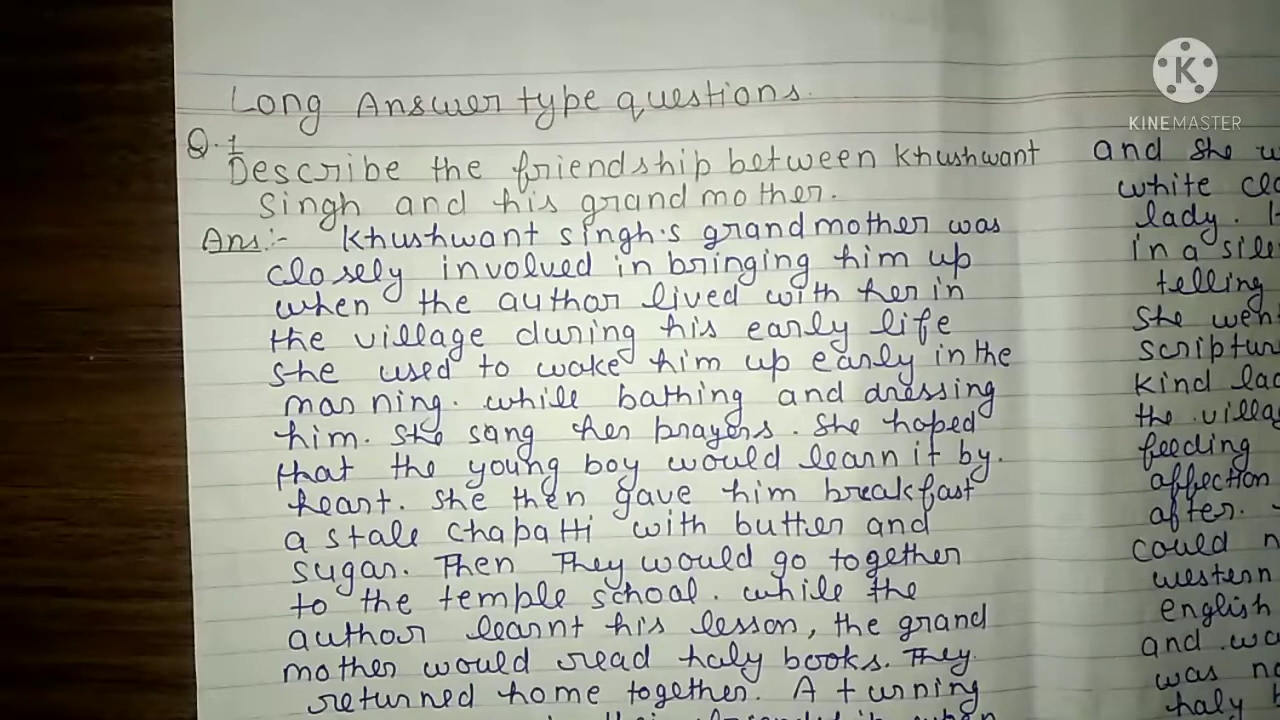 Long Answer type questions.
Q.1
Describe the friendship between Khushwant
Singh and his grand mother.
Ans:- Khushwant singh's grand mother was
closely involved in bringing him up
when the author lived with her in
the village during his early life
she used to wake him up early in the
morning. while bathing and dressing
him. She sang her prayers. She hoped
that the young boy would learn it by.
heart. She then gave him breakfast
a stale chapatti with butter and
sugar. Then They would go together
to the temple school. while the
author learnt his lesson, the grand
mother would read holy books. They
returned home together. A turning
and she
white
lady.
in a
telling
She
scriptur
kind
the
feeding
affection
after.
could
western
english
and
was
holy
K
KINEMASTER